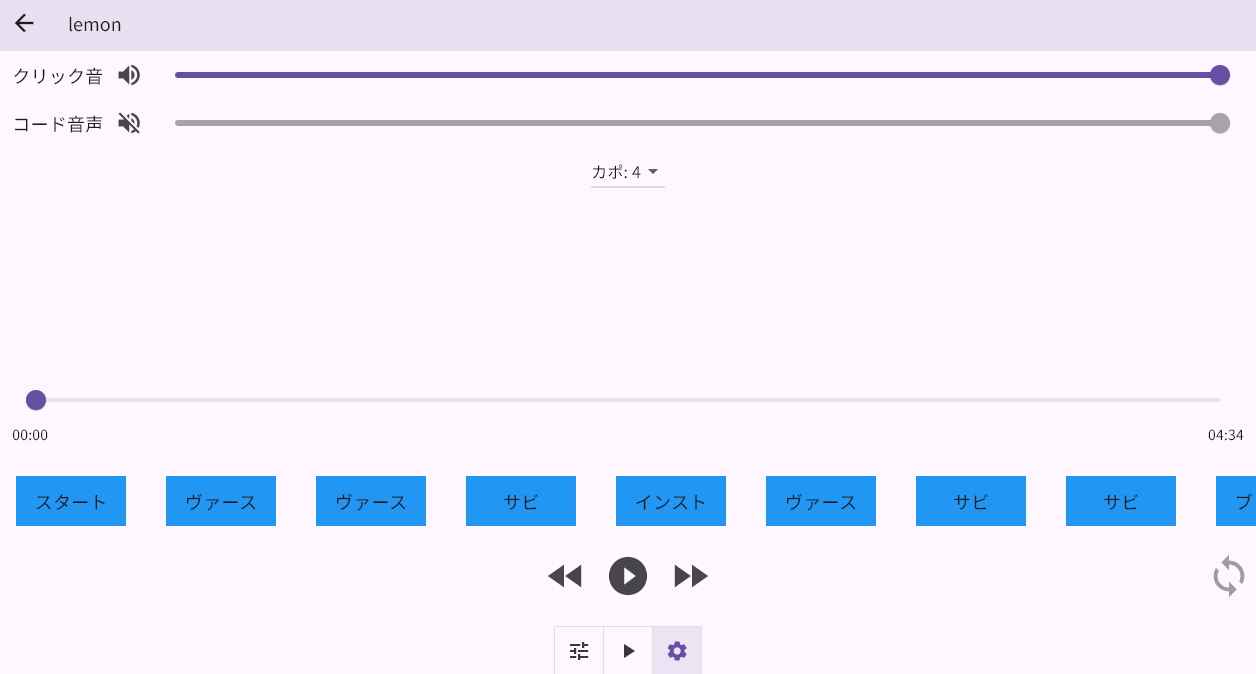 lemon
クリック音
コード音声
カポ: 4
00:00 04:34
スタート ヴァース ヴァース サビ インスト ヴァース サビ サビ ブ